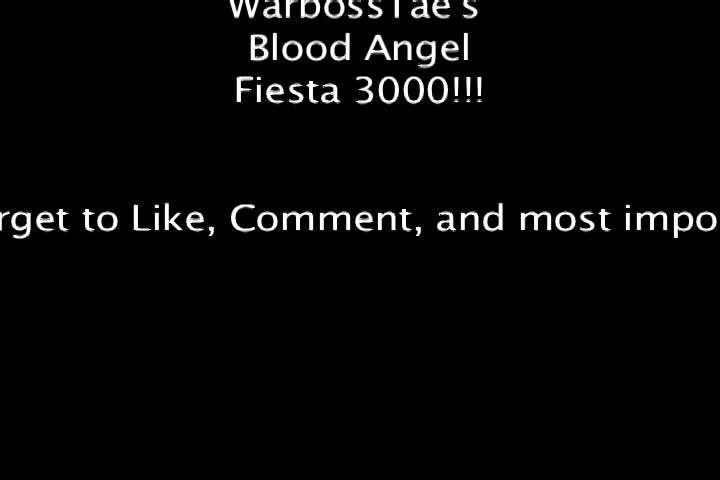 WarbossTae's
Blood Angel
Fiesta 3000!!!
rget to Like, Comment, and most impo